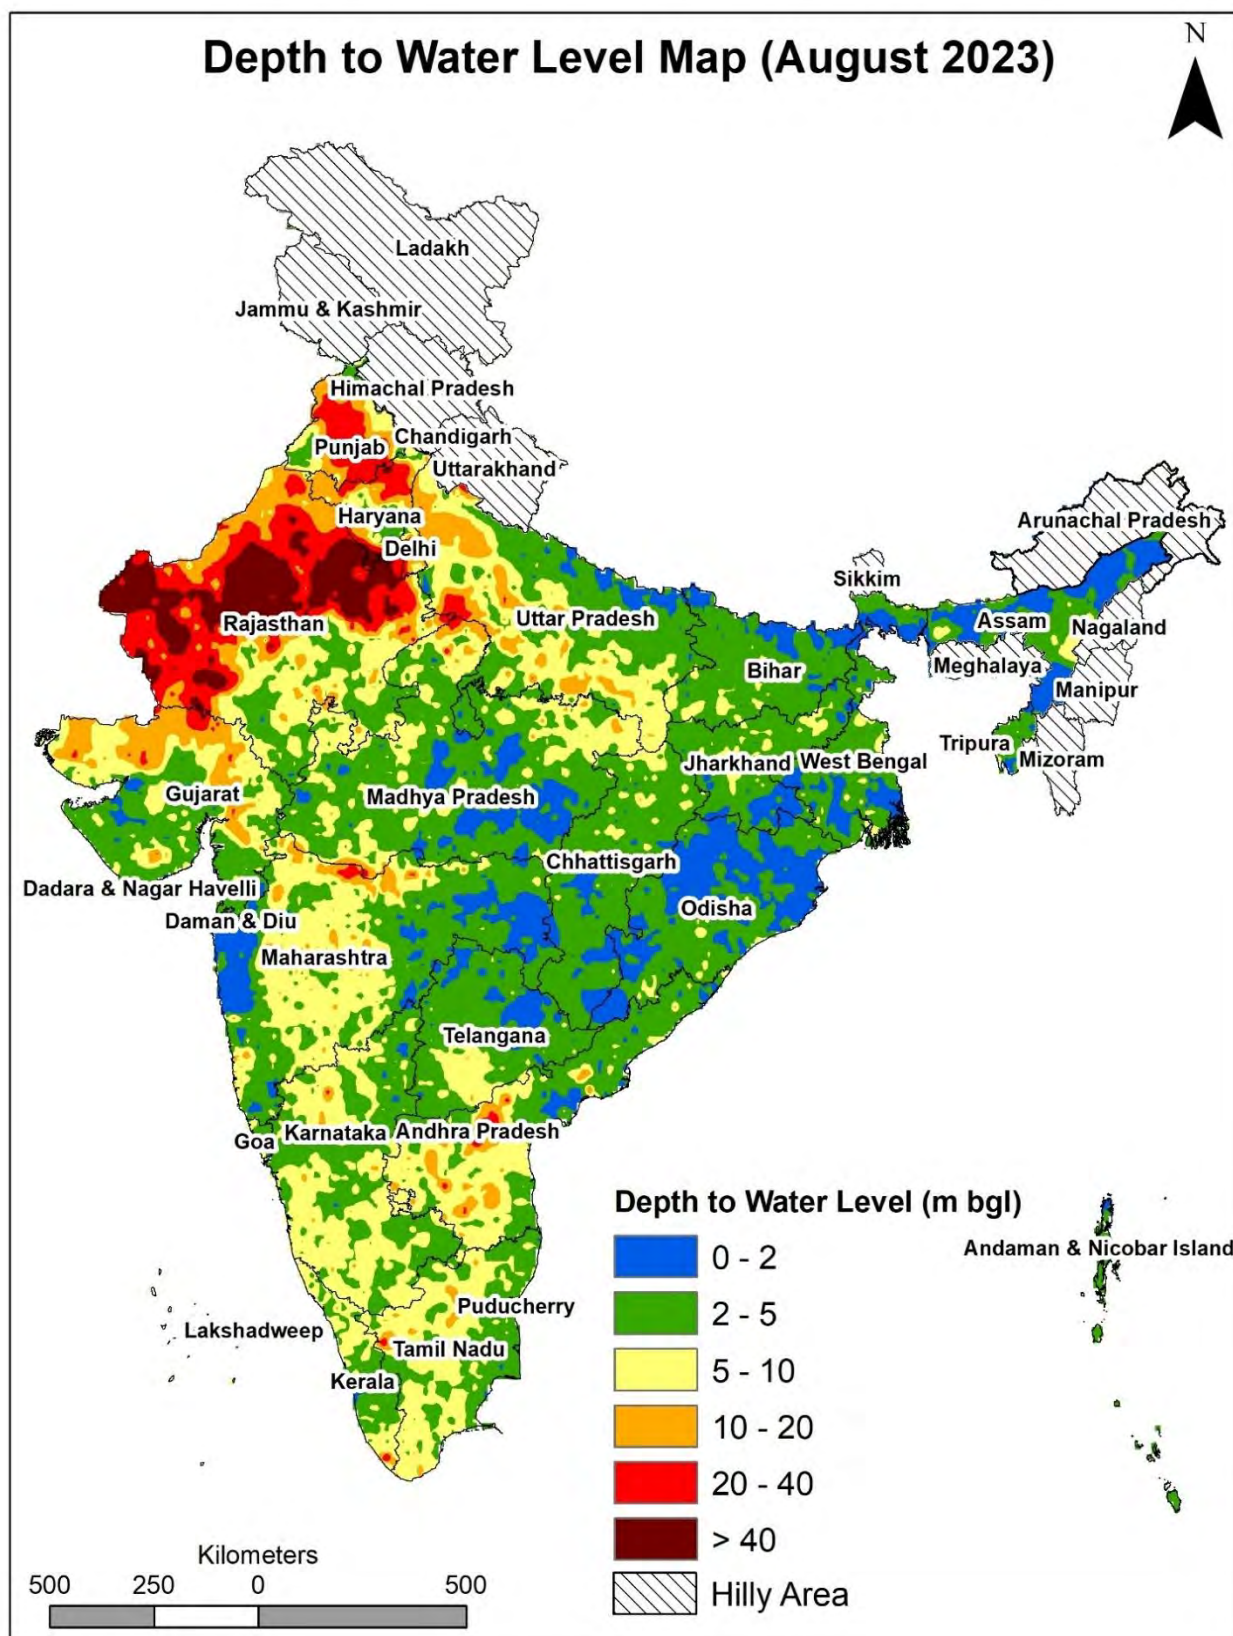 Depth to Water Level Map (August 2023)
N
Ladakh
Jammu & Kashmir
Himachal Pradesh
Chandigarh
Punjab
Uttarakhand
Haryana
Delhi
Arunachal Pradesh
Sikkim
Rajasthan
Uttar Pradesh
Assam
Nagaland
Bihar
Meghalaya
Manipur
Tripura
Mizoram
Jharkhand
West Bengal
Gujarat
Madhya Pradesh
Chhattisgarh
Dadara & Nagar Havelli
Daman & Diu
Odisha
Maharashtra
Telangana
Goa
Karnataka
Andhra Pradesh
Andaman & Nicobar Island
Puducherry
Lakshadweep
Tamil Nadu
Kerala
Depth to Water Level (m bgl)
0 - 2
2 - 5
5 - 10
10 - 20
20 - 40
> 40
Hilly Area
Kilometers
500 250 0 500